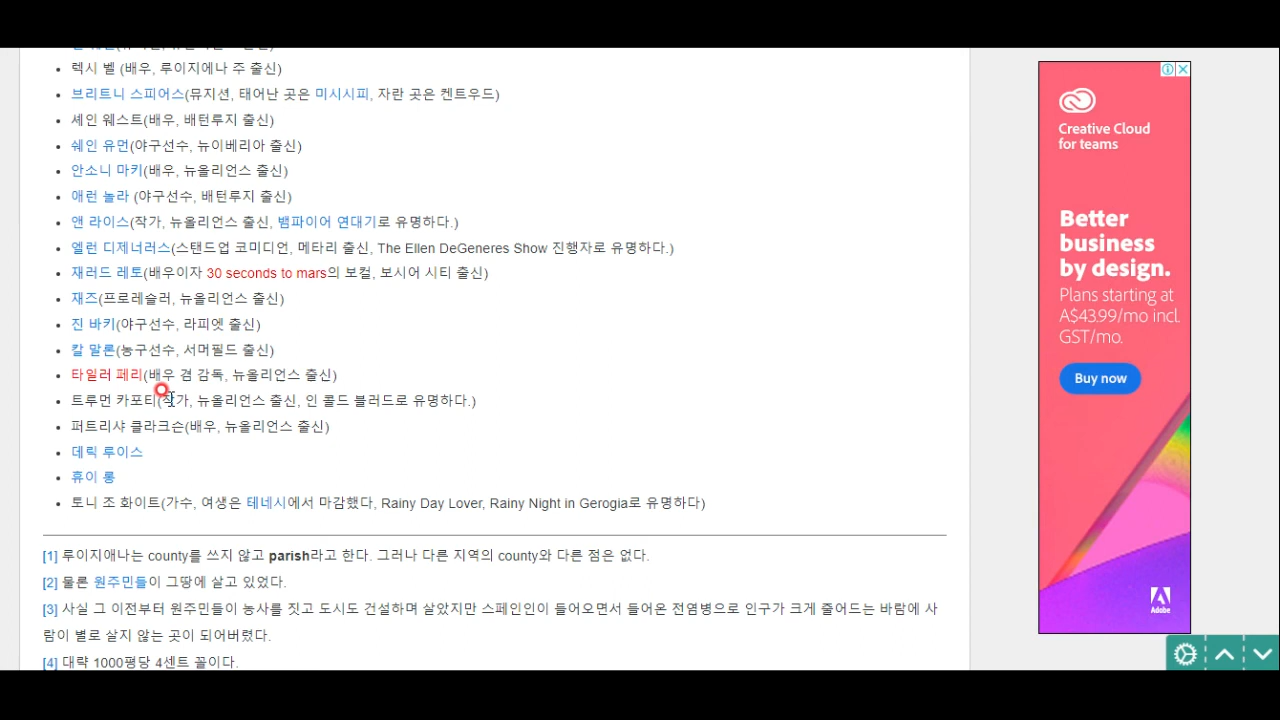 렉시 벨 (배우, 루이지에나 주 출신)
브리트니 스피어스(뮤지션, 태어난 곳은 미시시피, 자란 곳은 켄트우드)
셰인 웨스트(배우, 배턴루지 출신)
쉐인 유먼(야구선수, 뉴이베리아 출신)
안소니 마키(배우, 뉴올리언스 출신)
애런 놀라 (야구선수, 배턴루지 출신)
앤 라이스(작가, 뉴올리언스 출신, 뱀파이어 연대기로 유명하다.)
엘런 디제너러스(스탠드업 코미디언, 메타리 출신, The Ellen DeGeneres Show 진행자로 유명하다.)
재러드 레토(배우이자 30 seconds to mars의 보컬, 보시어 시티 출신)
재즈(프로레슬러, 뉴올리언스 출신)
진 바키(야구선수, 라피엣 출신)
칼 말론(농구선수, 서머필드 출신)
타일러 페리(배우 겸 감독, 뉴올리언스 출신)
트루먼 카포티(작가, 뉴올리언스 출신, 인 콜드 블러드로 유명하다.)
퍼트리샤 클라크슨(배우, 뉴올리언스 출신)
데릭 루이스
휴이 롱
토니 조 화이트(가수, 여생은 테네시에서 마감했다, Rainy Day Lover, Rainy Night in Gerogia로 유명하다)
[1] 루이지애나는 county를 쓰지 않고 parish라고 한다. 그러나 다른 지역의 county와 다른 점은 없다.
[2] 물론 원주민들이 그땅에 살고 있었다.
[3] 사실 그 이전부터 원주민들이 농사를 짓고 도시도 건설하며 살았지만 스페인인이 들어오면서 들어온 전염병으로 인구가 크게 줄어드는 바람에 사
람이 별로 살지 않는 곳이 되어버렸다.
[4] 대략 1000평당 4센트 꼴이다.
Creative Cloud
for teams
Better
business
by design.
Plans starting at
A$43.99/mo incl.
GST/mo.
Buy now
Adobe